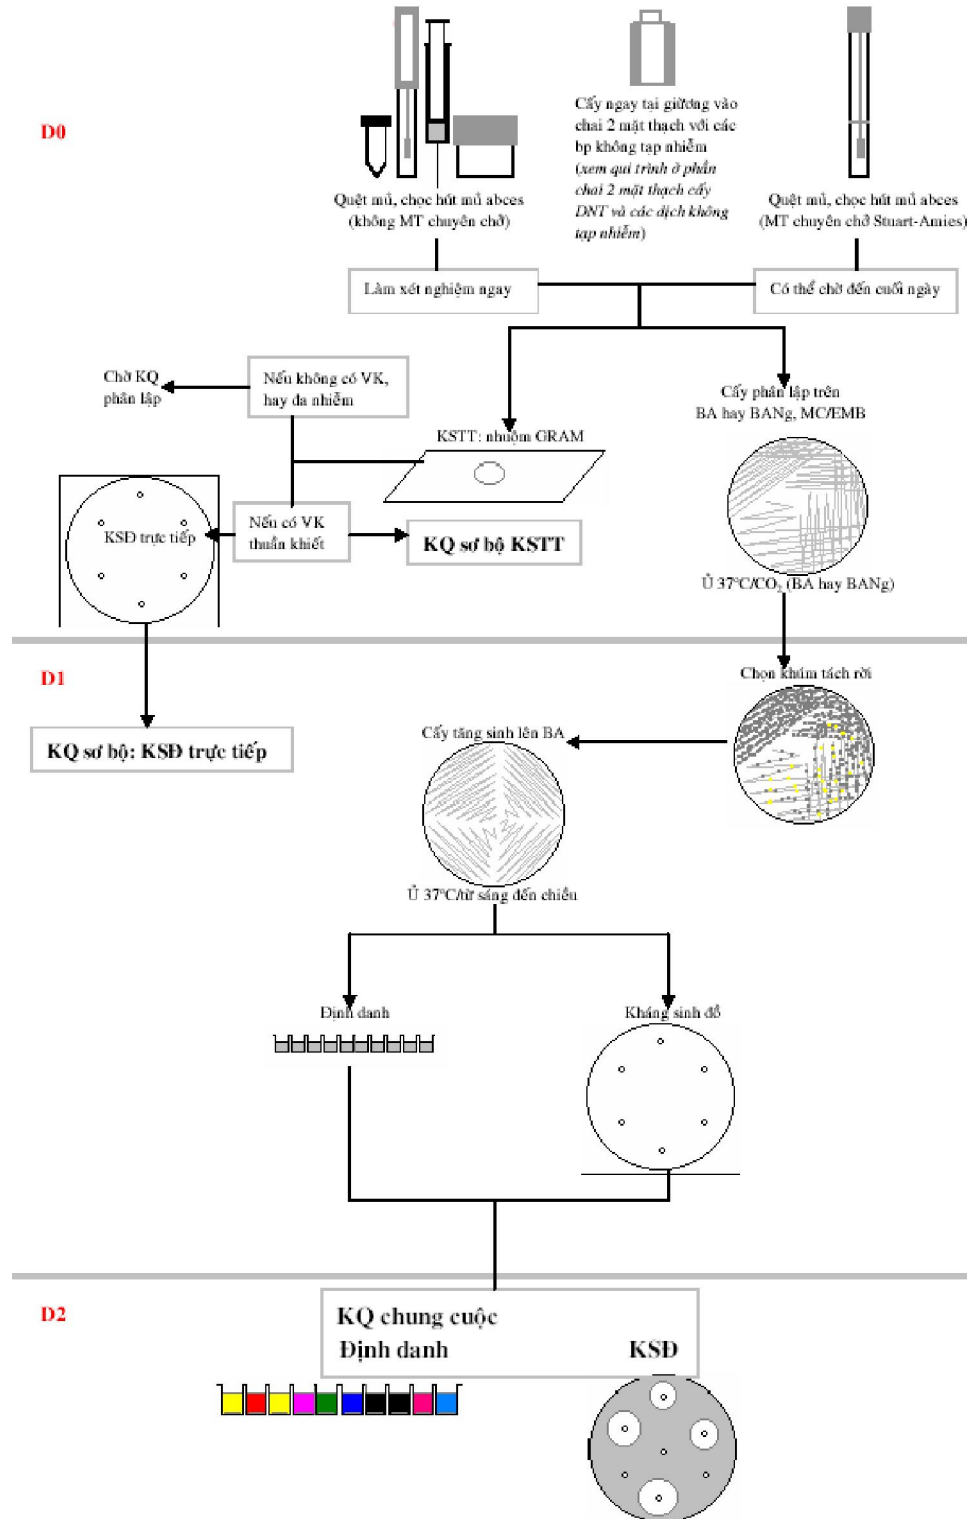 D0
Quệt mủ, chọc hút mủ abces
(không MT chuyên chở)
Cấy ngay tại giừơng vào
chai 2 mặt thạch với các
bp không tạp nhiễm
(xem qui trình ở phần
chai 2 mặt thạch cấy
DNT và các dịch không
tạp nhiễm)
Quệt mủ, chọc hút mủ abces
(MT chuyên chở Stuart-Amies)
Làm xét nghiệm ngay
Có thể chờ đến cuối ngày
Chờ KQ
phân lập
Nếu không có VK,
hay đa nhiễm
Cấy phân lập trên
BA hay BANg, MC/EMB
KSTT: nhuộm GRAM
KSĐ trực tiếp
Nếu có VK
thuần khiết
KQ sơ bộ KSTT
Ủ 37°C/CO2 (BA hay BANg)
D1
Chọn khúm tách rời
KQ sơ bộ: KSĐ trực tiếp
Cấy tăng sinh lên BA
Ủ 37°C/từ sáng đến chiều
Định danh
Kháng sinh đồ
D2
KQ chung cuộc
Định danh KSĐ